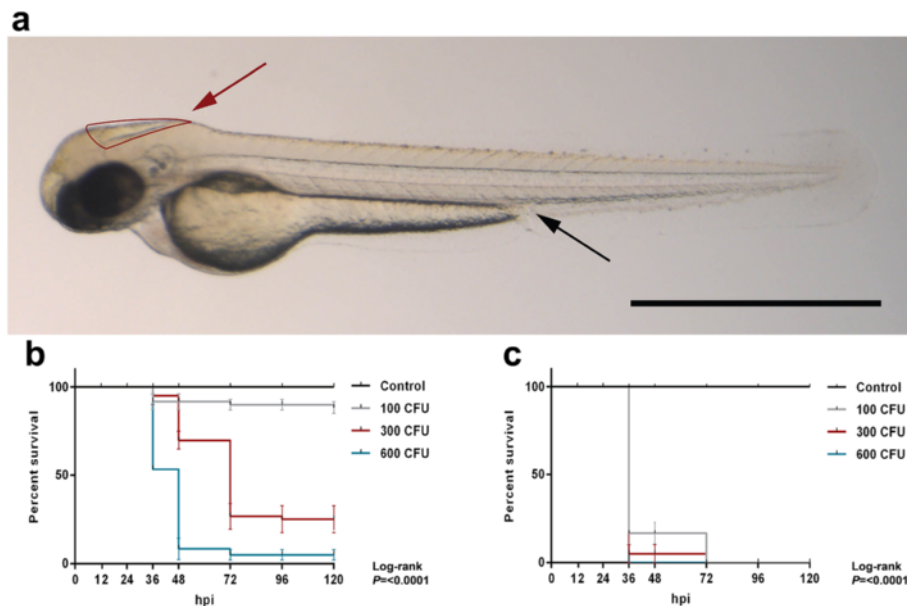 a
b
100
50
0
Percent survival
0 12 24 36 48 72 96 120
hpi
Control
100 CFU
300 CFU
600 CFU
Log-rank
P=<0.0001
c
100
50
0
Percent survival
0 12 24 36 48 72 96 120
hpi
Control
100 CFU
300 CFU
600 CFU
Log-rank
P=<0.0001